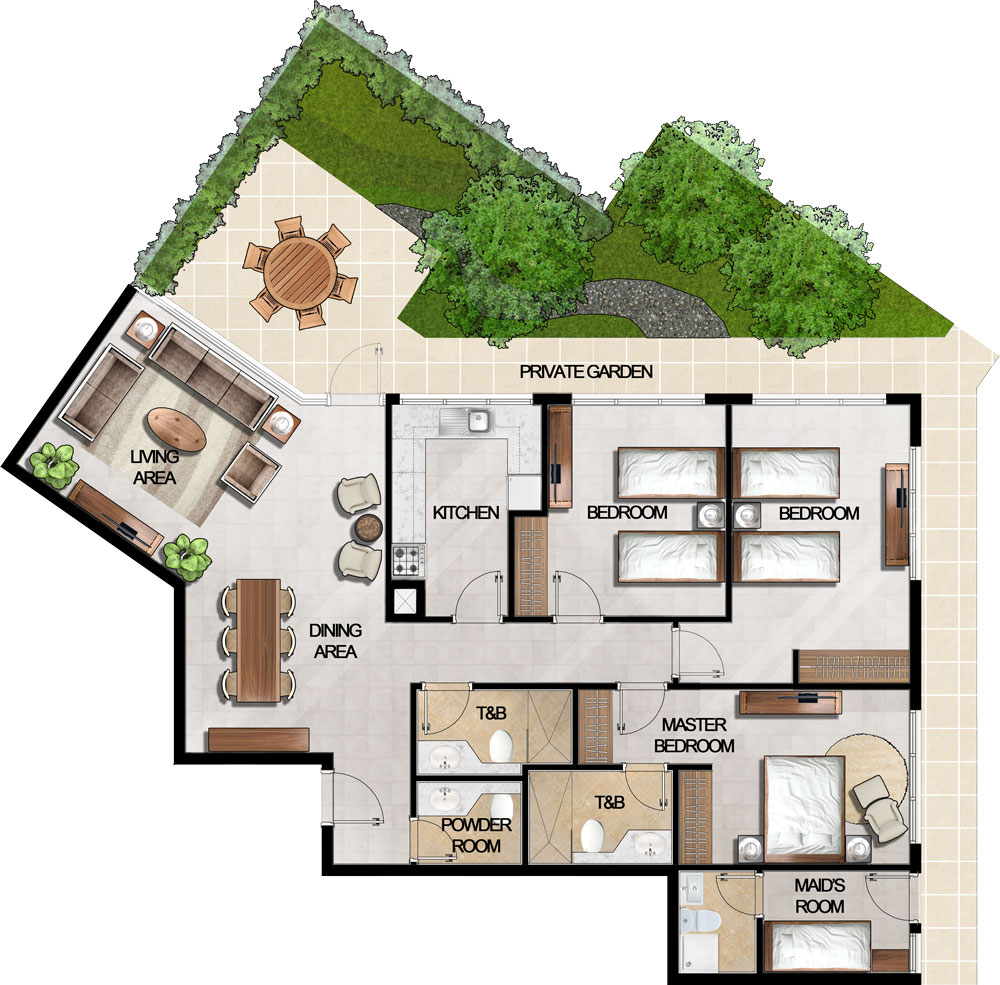 PRIVATE GARDEN
LIVING
AREA
KITCHEN
BEDROOM
BEDROOM
DINING
AREA
T&B
MASTER
BEDROOM
T&B
POWDER
ROOM
MAID'S
ROOM